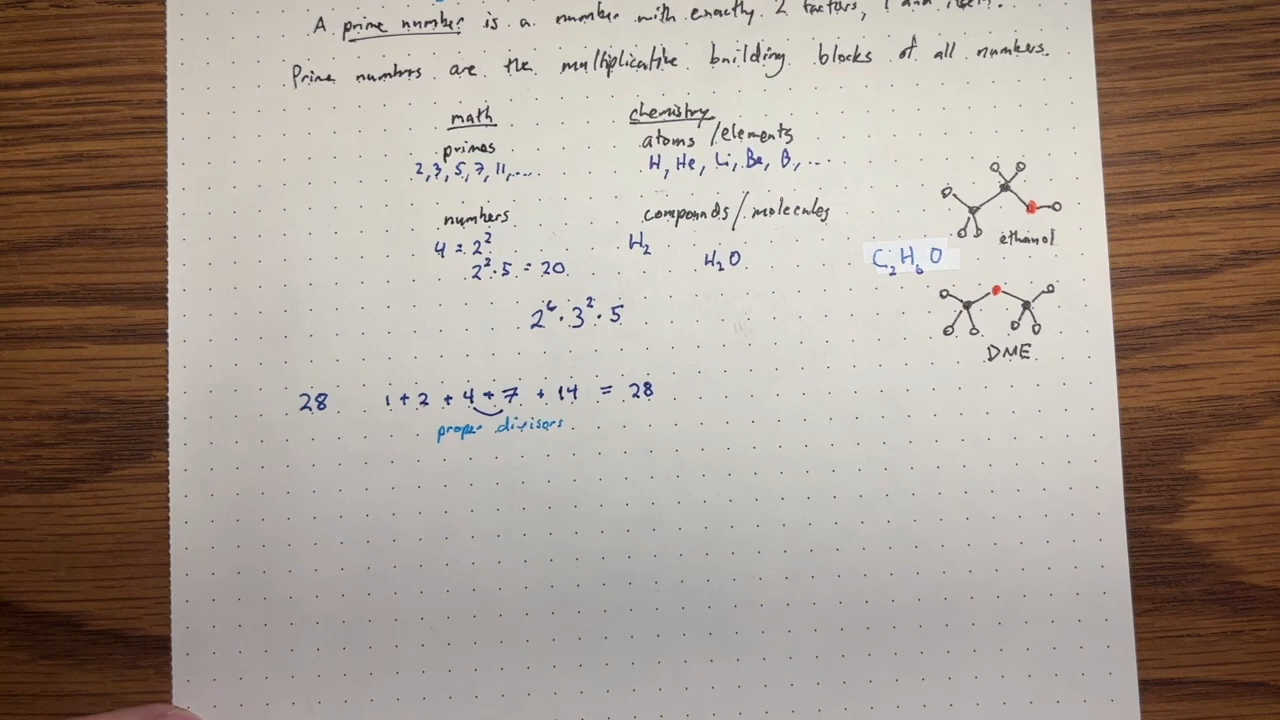 A prime number is a number with exactly 2 factors, 1 and itself.
Prime numbers are the multiplicative building blocks of all numbers.
math
primes
2, 3, 5, 7, 11, ....
numbers
4 = 2²
2² · 5 = 20
chemistry
atoms / elements
H, He, Li, Be, B, ...
compounds / molecules
H₂
H₂O
2⁶ · 3² · 5
ethanol
C₂H₆O
DME
28 1 + 2 + 4 + 7 + 14 = 28
proper divisors